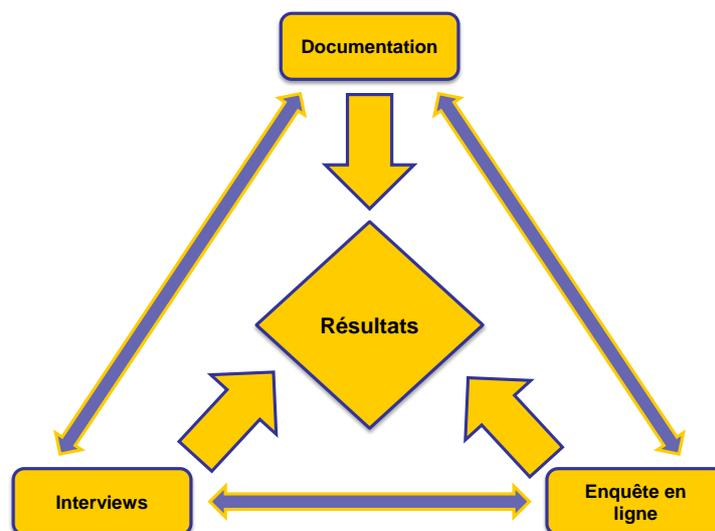 Documentation
Résultats
Interviews
Enquête en
ligne